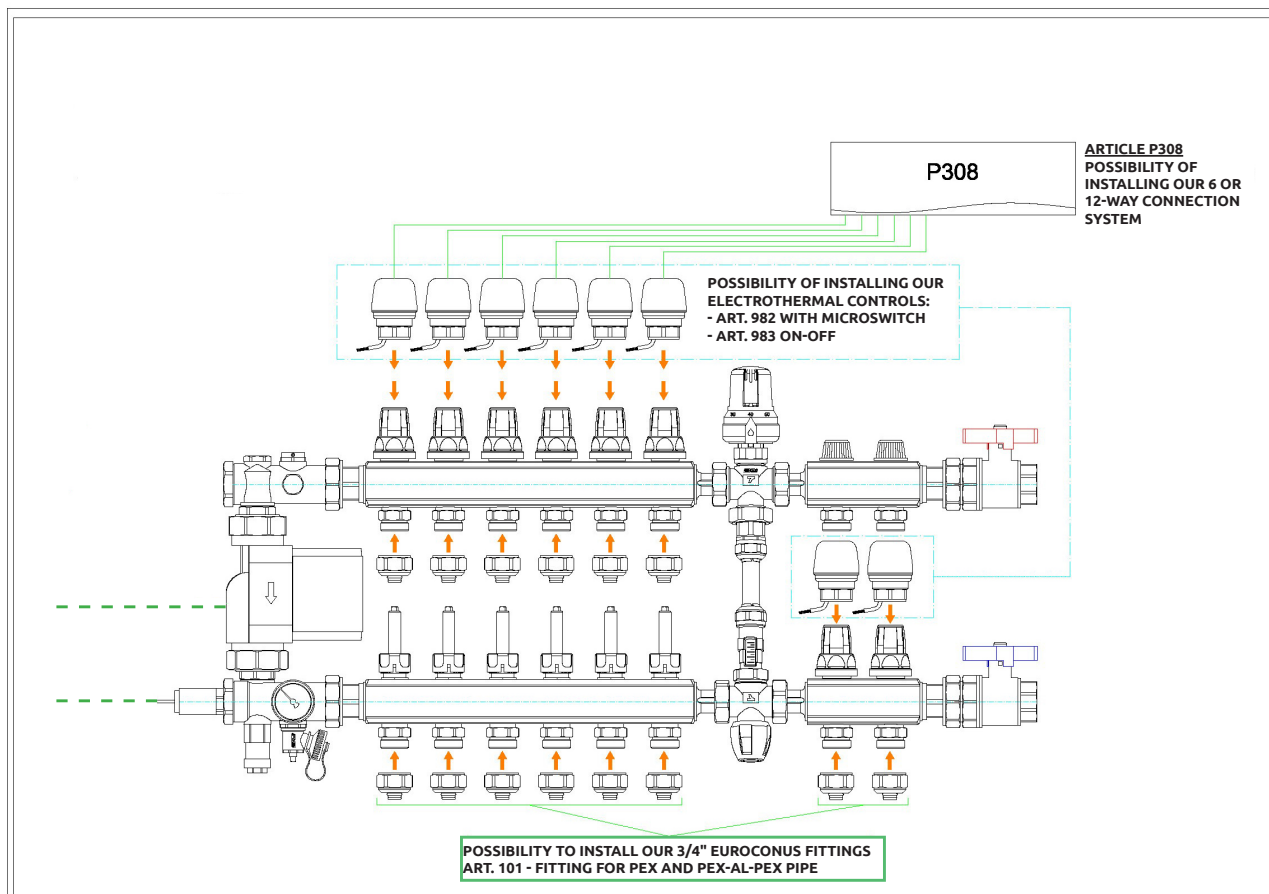 P308
ARTICLE P308
POSSIBILITY OF
INSTALLING OUR 6 OR
12-WAY CONNECTION
SYSTEM
POSSIBILITY OF INSTALLING OUR
ELECTROTHERMAL CONTROLS:
- ART. 982 WITH MICROSWITCH
- ART. 983 ON-OFF
POSSIBILITY TO INSTALL OUR 3/4" EUROCONUS FITTINGS
ART. 101 - FITTING FOR PEX AND PEX-AL-PEX PIPE